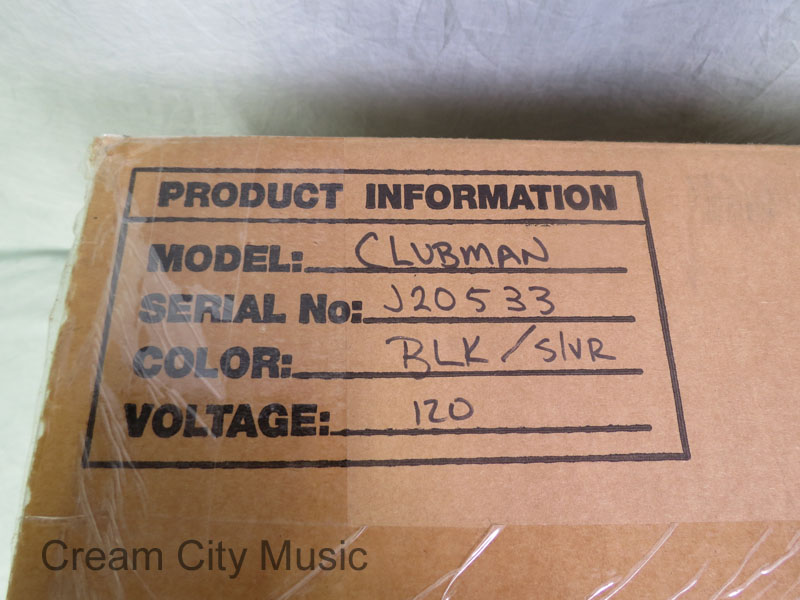 PRODUCT INFORMATION
MODEL: CLUBMAN
SERIAL No: J20533
COLOR: BLK/SlVR
VOLTAGE: 120
Cream City Music